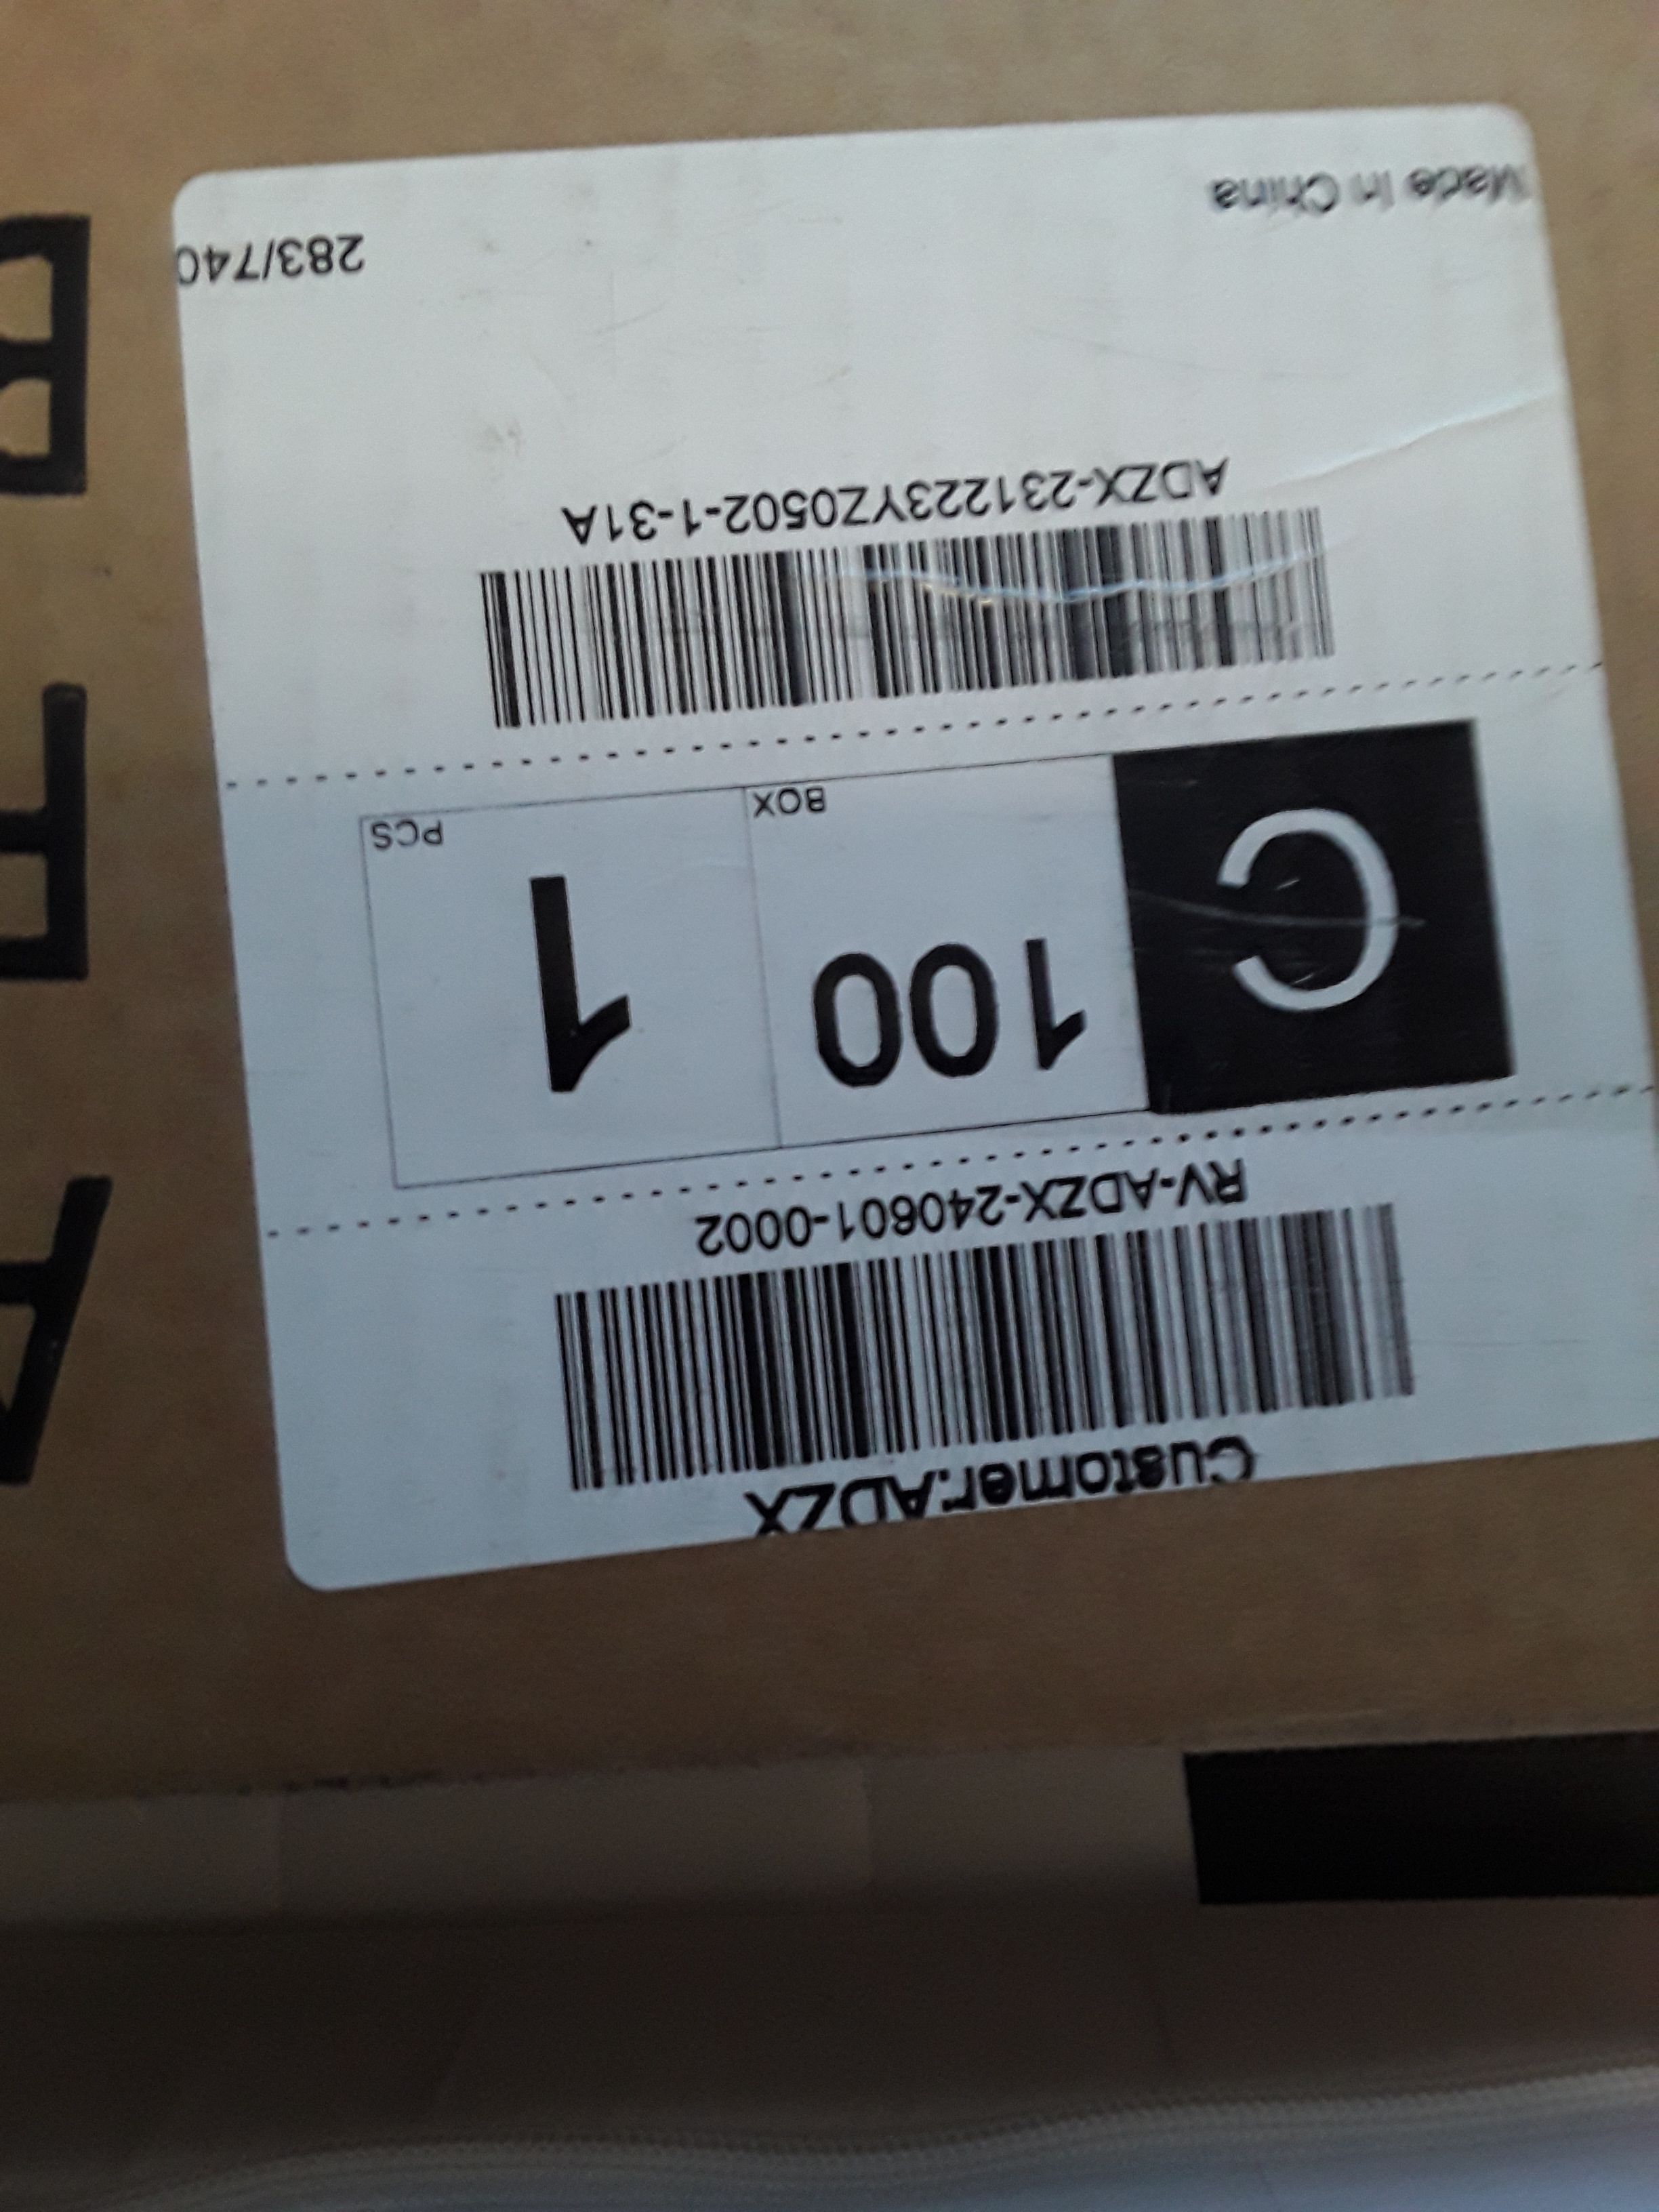 Customer:ADZX
RV-ADZX-240601-0002
C 100 1
BOX PCS
ADZX-231223YZ0502-1-31A
Made In China 283/740